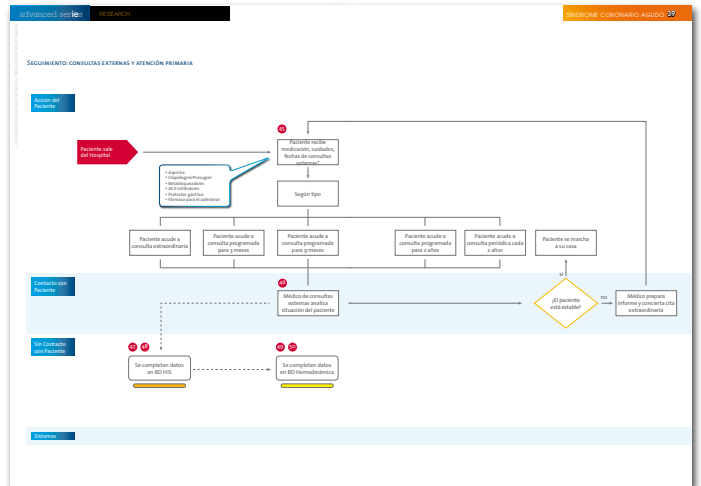 advanced series
RESEARCH
SÍNDROME CORONARIO AGUDO 39
SEGUIMIENTO: CONSULTAS EXTERNAS Y ATENCIÓN PRIMARIA
Acción del
Paciente
45
Paciente sale
del Hospital
Paciente recibe
medicación, cuidados,
fechas de consultas
externas*
• Aspirina
• Clopidogrel/Prasugrel
• Betabloqueadores
• ACE inhibidores
• Protector gástrico
• Fármaco para el colesterol
Según tipo
Paciente acude a
consulta extraordinaria
Paciente acude a
consulta programada
para 3 meses
Paciente acude a
consulta programada
para 9 meses
Paciente acude a
consulta programada
para 2 años
Paciente acude a
consulta periódica cada
2 años
Paciente se marcha
a su casa
Contacto con
Paciente
46
Médico de consultas
externas analiza
situación del paciente
sí
¿El paciente
está estable?
no
Médico prepara
informe y concierta cita
extraordinaria
Sin Contacto
con Paciente
47 48
Se completan datos
en BD HIS
49 50
Se completan datos
en BD Hemodinámica
Sistemas